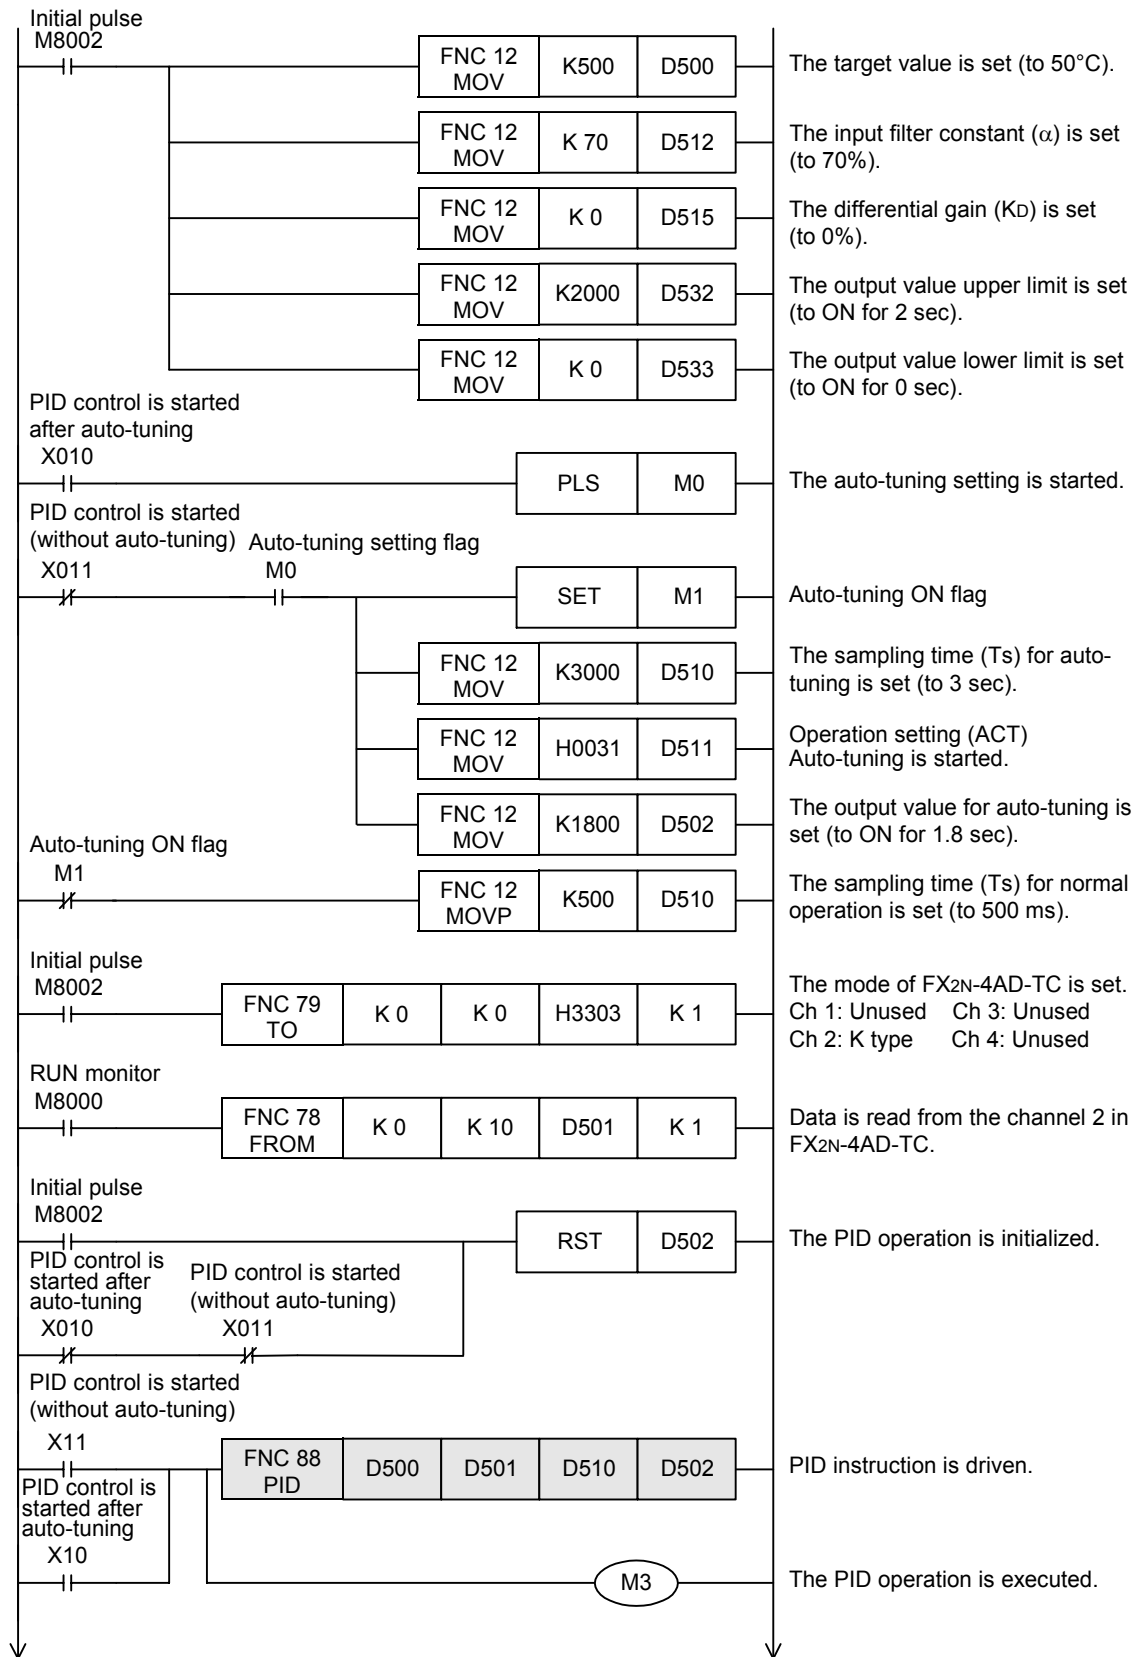 Initial pulse
M8002
FNC 12
MOV
K500
D500
The target value is set (to 50°C).
FNC 12
MOV
K 70
D512
The input filter constant (α) is set
(to 70%).
FNC 12
MOV
K 0
D515
The differential gain (KD) is set
(to 0%).
FNC 12
MOV
K2000
D532
The output value upper limit is set
(to ON for 2 sec).
FNC 12
MOV
K 0
D533
The output value lower limit is set
(to ON for 0 sec).
PID control is started
after auto-tuning
X010
PLS
M0
The auto-tuning setting is started.
PID control is started
(without auto-tuning)
Auto-tuning setting flag
X011
M0
SET
M1
Auto-tuning ON flag
FNC 12
MOV
K3000
D510
The sampling time (Ts) for auto-
tuning is set (to 3 sec).
FNC 12
MOV
H0031
D511
Operation setting (ACT)
Auto-tuning is started.
FNC 12
MOV
K1800
D502
The output value for auto-tuning is
set (to ON for 1.8 sec).
Auto-tuning ON flag
M1
FNC 12
MOVP
K500
D510
The sampling time (Ts) for normal
operation is set (to 500 ms).
Initial pulse
M8002
FNC 79
TO
K 0
K 0
H3303
K 1
The mode of FX2N-4AD-TC is set.
Ch 1: Unused Ch 3: Unused
Ch 2: K type Ch 4: Unused
RUN monitor
M8000
FNC 78
FROM
K 0
K 10
D501
K 1
Data is read from the channel 2 in
FX2N-4AD-TC.
Initial pulse
M8002
RST
D502
The PID operation is initialized.
PID control is
started after
auto-tuning
X010
PID control is started
(without auto-tuning)
X011
PID control is started
(without auto-tuning)
X11
FNC 88
PID
D500
D501
D510
D502
PID instruction is driven.
PID control is
started after
auto-tuning
X10
M3
The PID operation is executed.